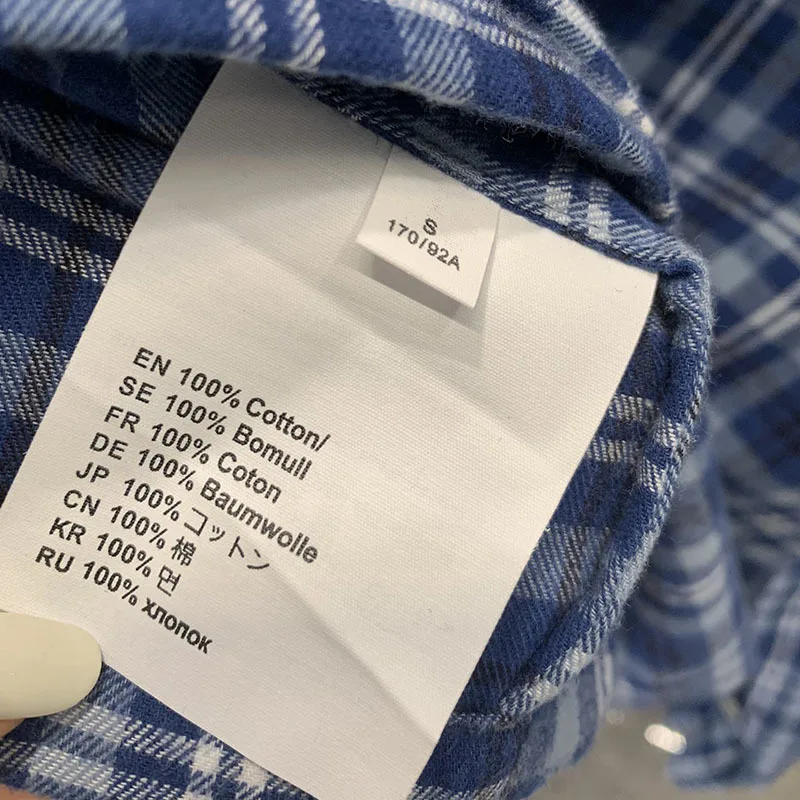 S
170/92A
EN 100% Cotton/
SE 100% Bomull
FR 100% Coton
DE 100% Baumwolle
JP 100% コットン
CN 100% 棉
KR 100% 면
RU 100% хлопок